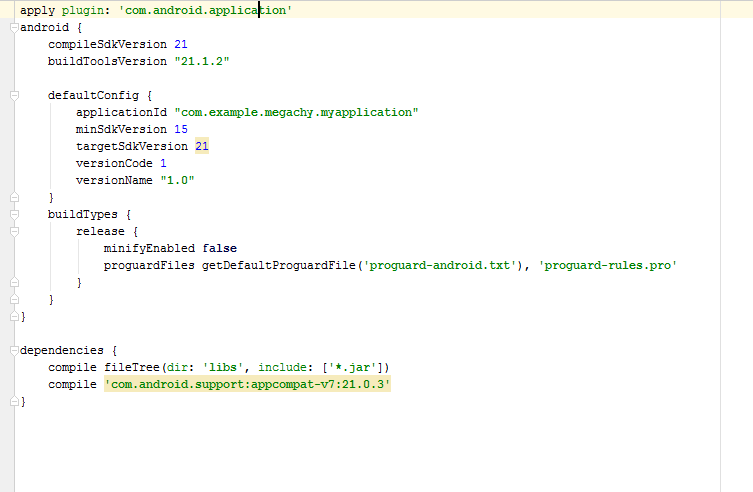 apply plugin: 'com.android.application'
android {
    compileSdkVersion 21
    buildToolsVersion "21.1.2"

    defaultConfig {
        applicationId "com.example.megachy.myapplication"
        minSdkVersion 15
        targetSdkVersion 21
        versionCode 1
        versionName "1.0"
    }
    buildTypes {
        release {
            minifyEnabled false
            proguardFiles getDefaultProguardFile('proguard-android.txt'), 'proguard-rules.pro'
        }
    }
}

dependencies {
    compile fileTree(dir: 'libs', include: ['*.jar'])
    compile 'com.android.support:appcompat-v7:21.0.3'
}